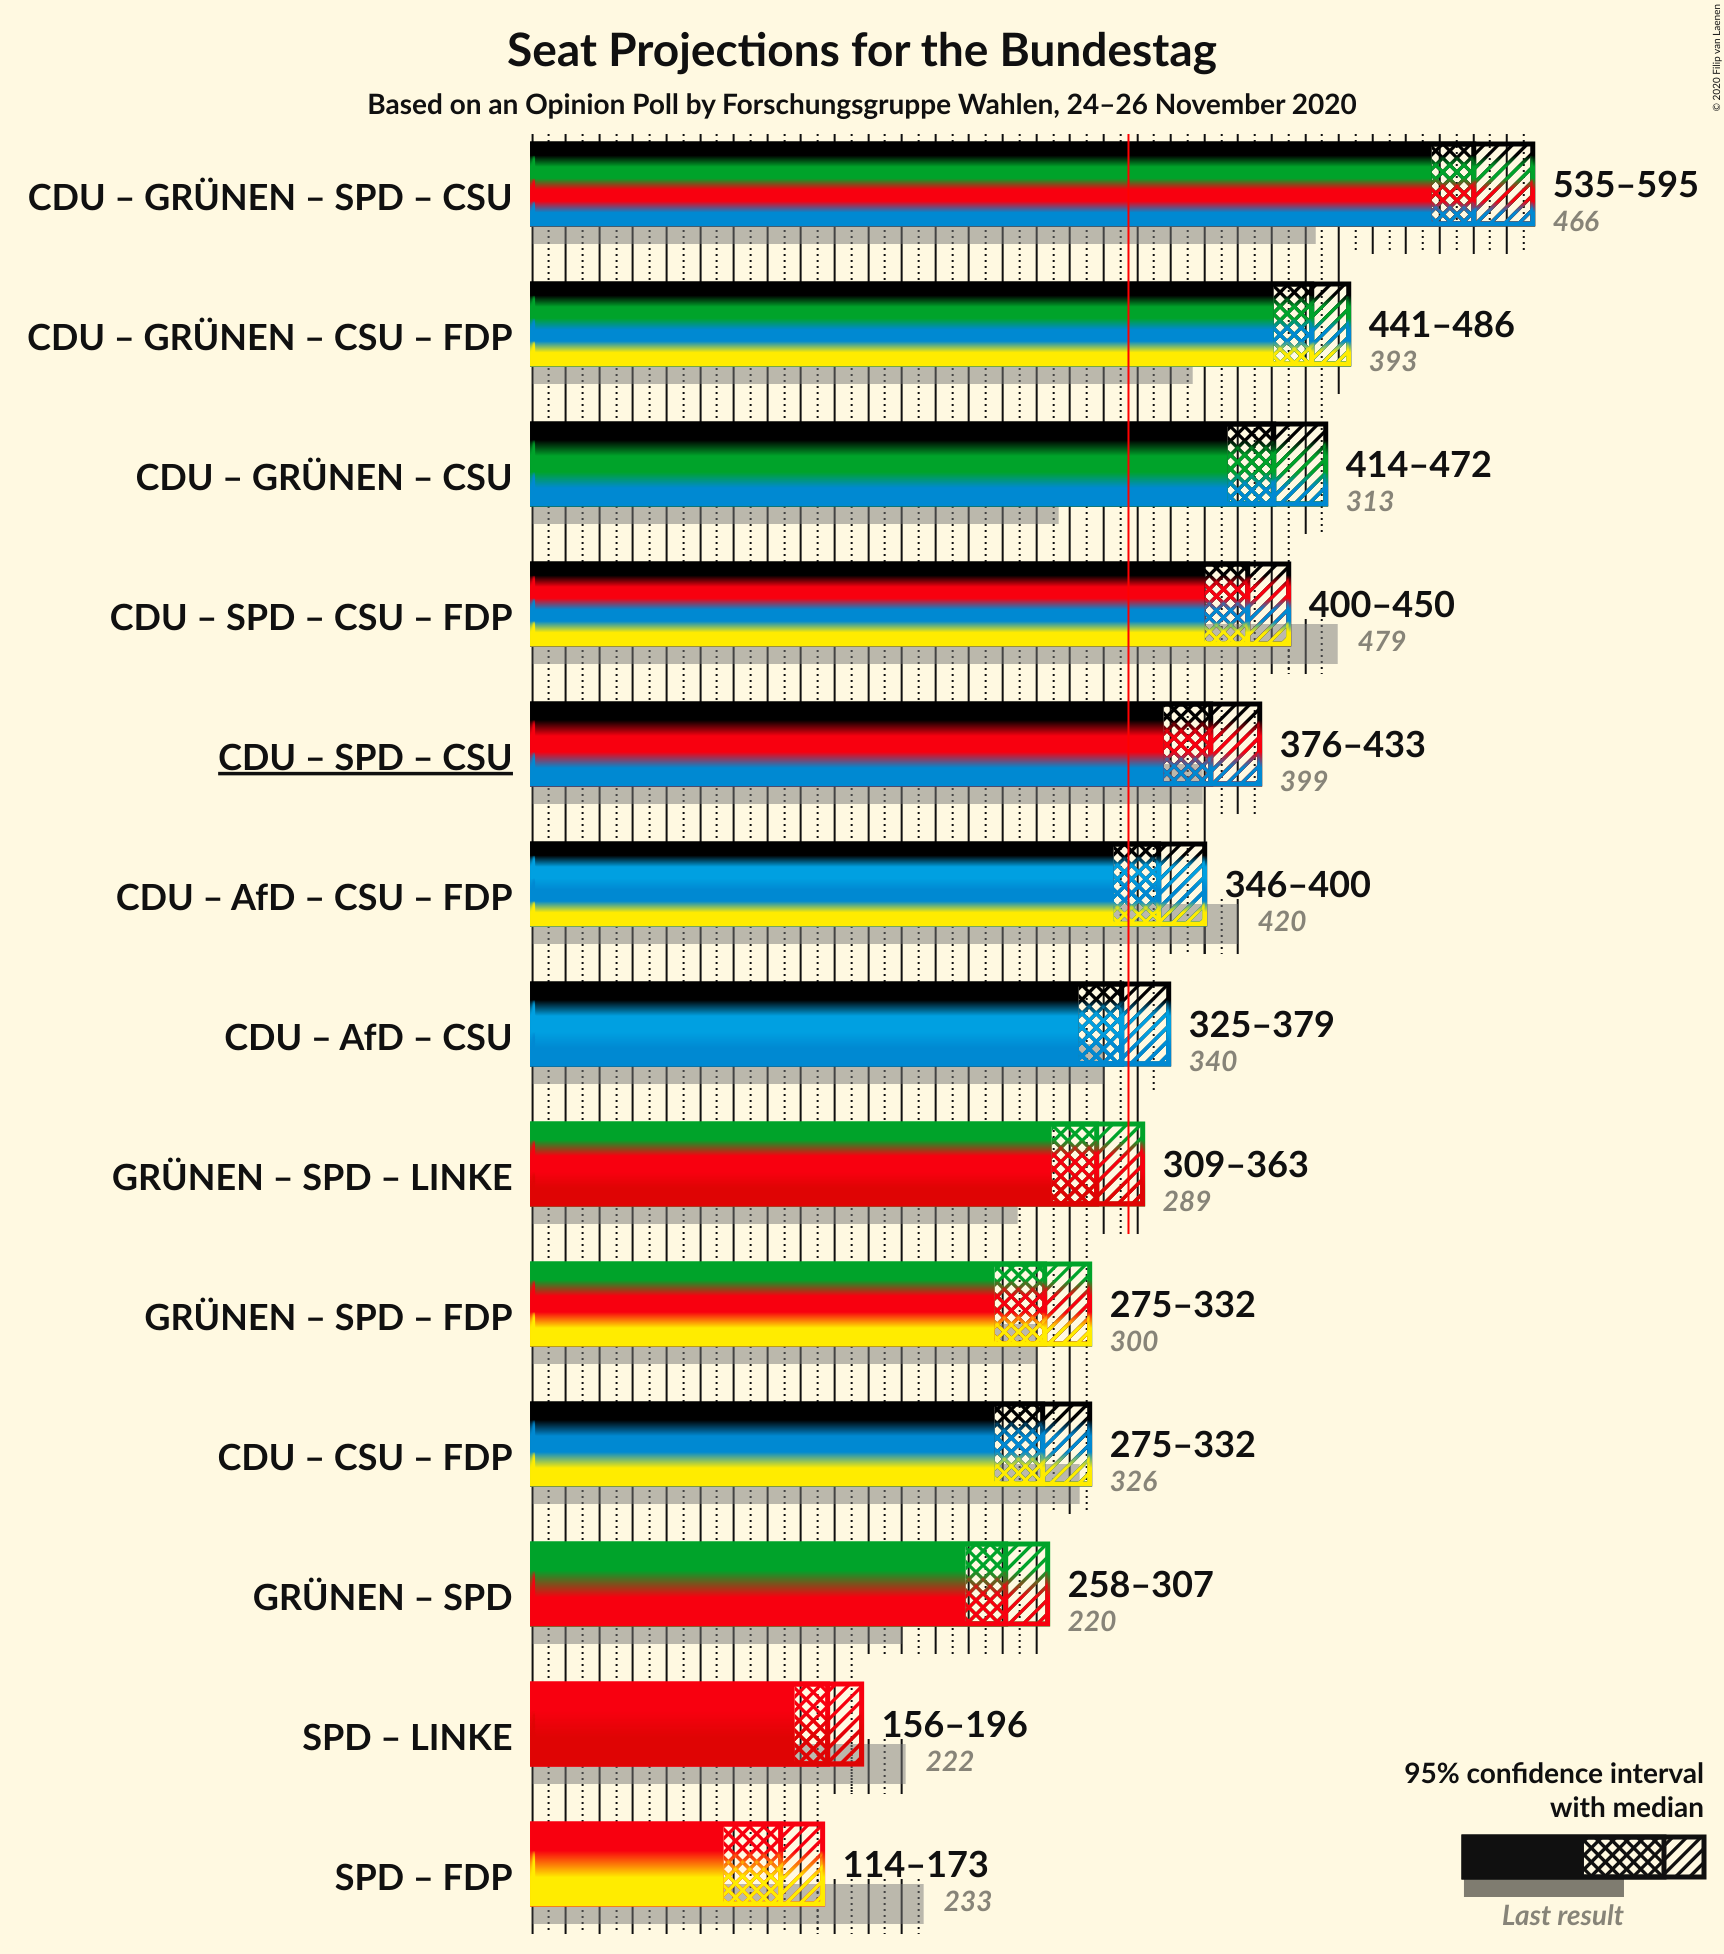 Seat Projections for the Bundestag
Based on an Opinion Poll by Forschungsgruppe Wahlen, 24–26 November 2020
© 2020 Filip van Laenen
CDU – GRÜNEN – SPD – CSU
535–595
466
CDU – GRÜNEN – CSU – FDP
441–486
393
CDU – GRÜNEN – CSU
414–472
313
CDU – SPD – CSU – FDP
400–450
479
CDU – SPD – CSU
376–433
399
CDU – AfD – CSU – FDP
346–400
420
CDU – AfD – CSU
325–379
340
GRÜNEN – SPD – LINKE
309–363
289
GRÜNEN – SPD – FDP
275–332
300
CDU – CSU – FDP
275–332
326
GRÜNEN – SPD
258–307
220
SPD – LINKE
156–196
222
SPD – FDP
114–173
233
95% confidence interval
with median
Last result